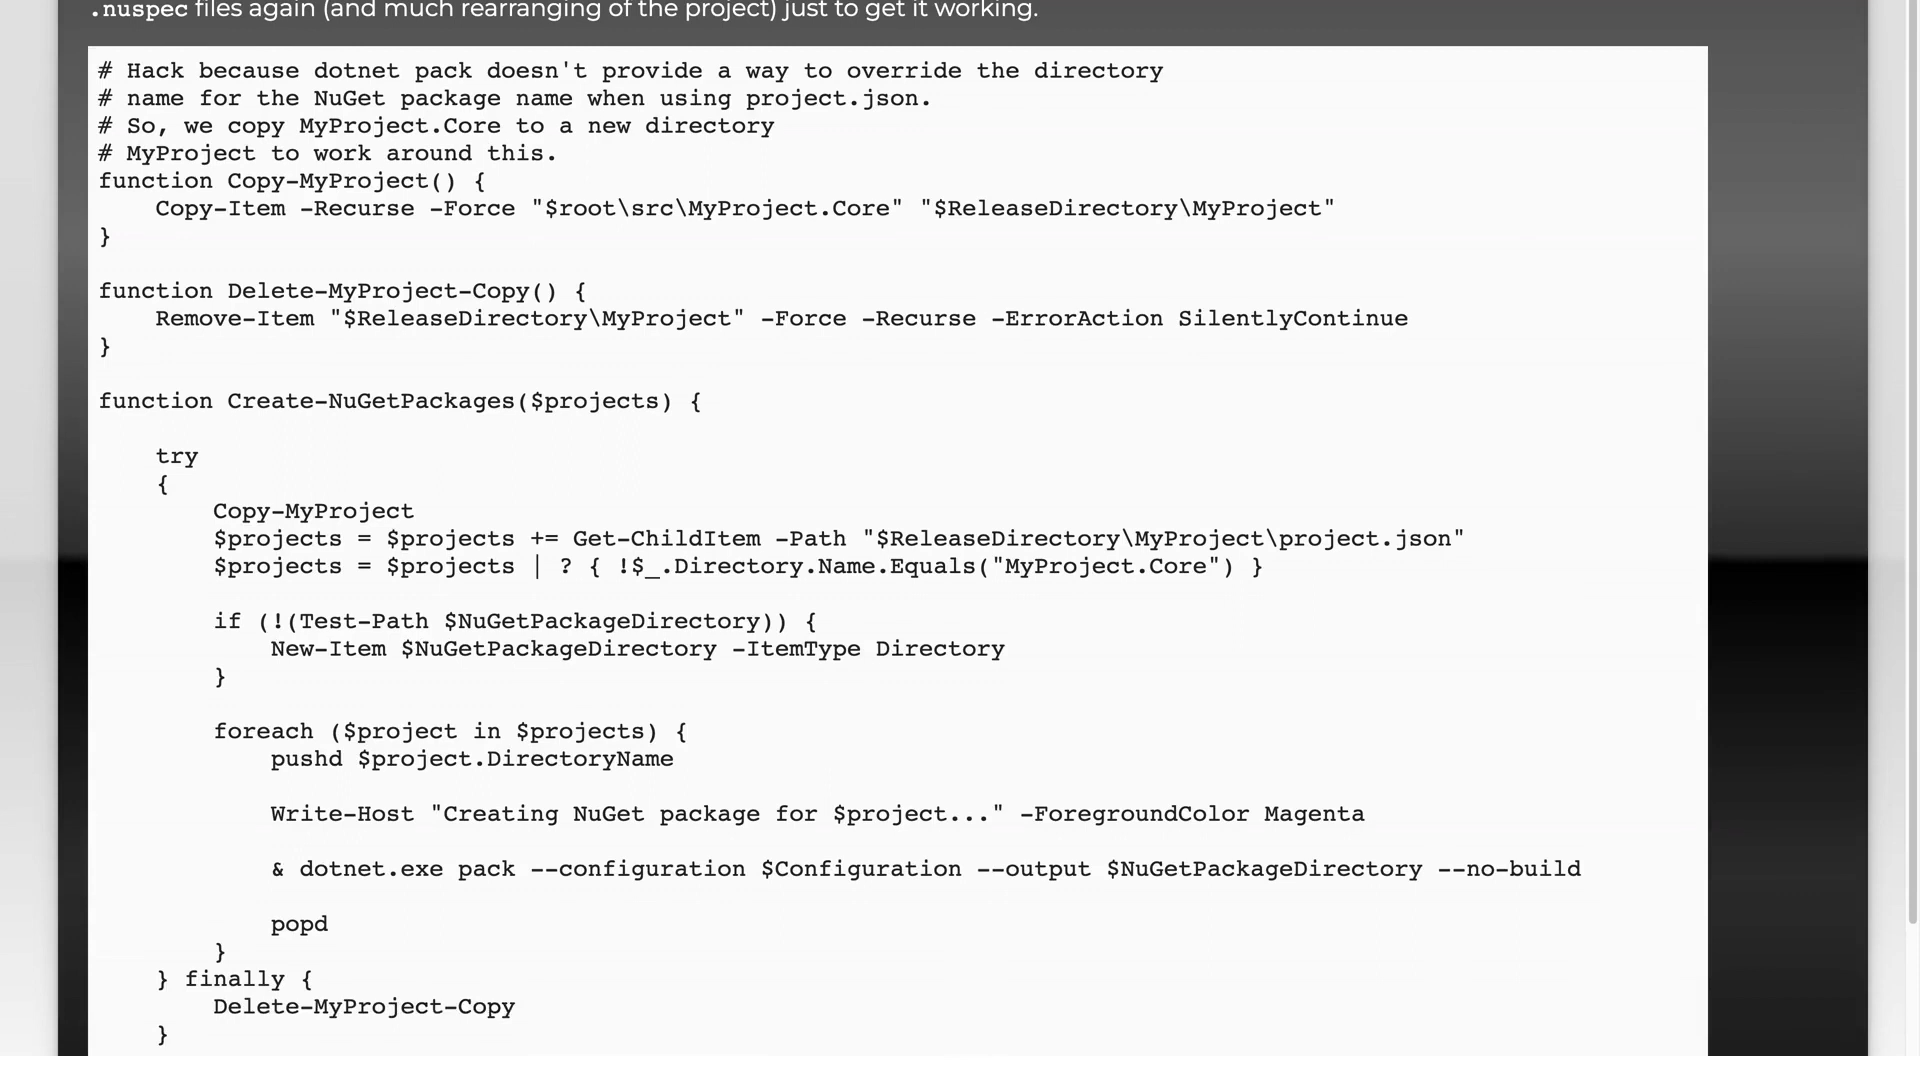 .nuspec files again (and much rearranging of the project) just to get it working.
# Hack because dotnet pack doesn't provide a way to override the directory
# name for the NuGet package name when using project.json.
# So, we copy MyProject.Core to a new directory
# MyProject to work around this.
function Copy-MyProject() {
    Copy-Item -Recurse -Force "$root\src\MyProject.Core" "$ReleaseDirectory\MyProject"
}

function Delete-MyProject-Copy() {
    Remove-Item "$ReleaseDirectory\MyProject" -Force -Recurse -ErrorAction SilentlyContinue
}

function Create-NuGetPackages($projects) {

    try
    {
        Copy-MyProject
        $projects = $projects += Get-ChildItem -Path "$ReleaseDirectory\MyProject\project.json"
        $projects = $projects | ? { !$_.Directory.Name.Equals("MyProject.Core") }

        if (!(Test-Path $NuGetPackageDirectory)) {
            New-Item $NuGetPackageDirectory -ItemType Directory
        }

        foreach ($project in $projects) {
            pushd $project.DirectoryName

            Write-Host "Creating NuGet package for $project..." -ForegroundColor Magenta

            & dotnet.exe pack --configuration $Configuration --output $NuGetPackageDirectory --no-build

            popd
        }
    } finally {
        Delete-MyProject-Copy
    }